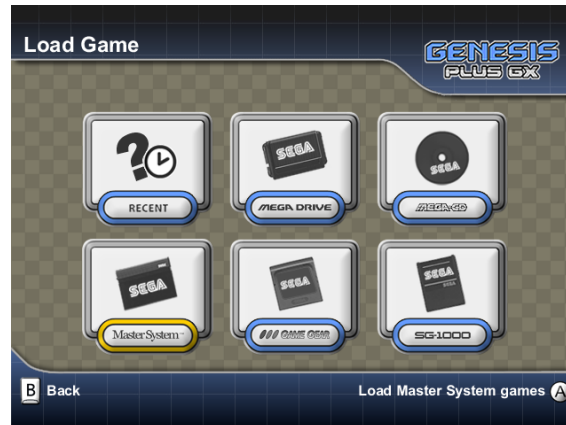 Load Game
GENESIS
PLUS GX
SEGA
SEGA
RECENT
MEGA DRIVE
MEGA-CD
SEGA
SEGA
SEGA
SEGA
Master System
GAME GEAR
SG-1000
B Back
Load Master System games A